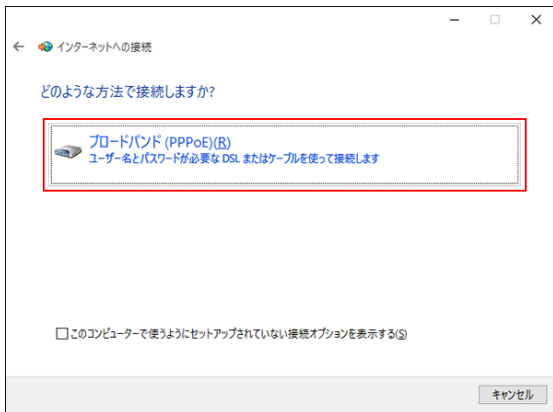 インターネットへの接続
どのような方法で接続しますか?
ブロードバンド (PPPoE)(R)
ユーザー名とパスワードが必要な DSL またはケーブルを使って接続します
このコンピューターで使うようにセットアップされていない接続オプションを表示する(S)
キャンセル